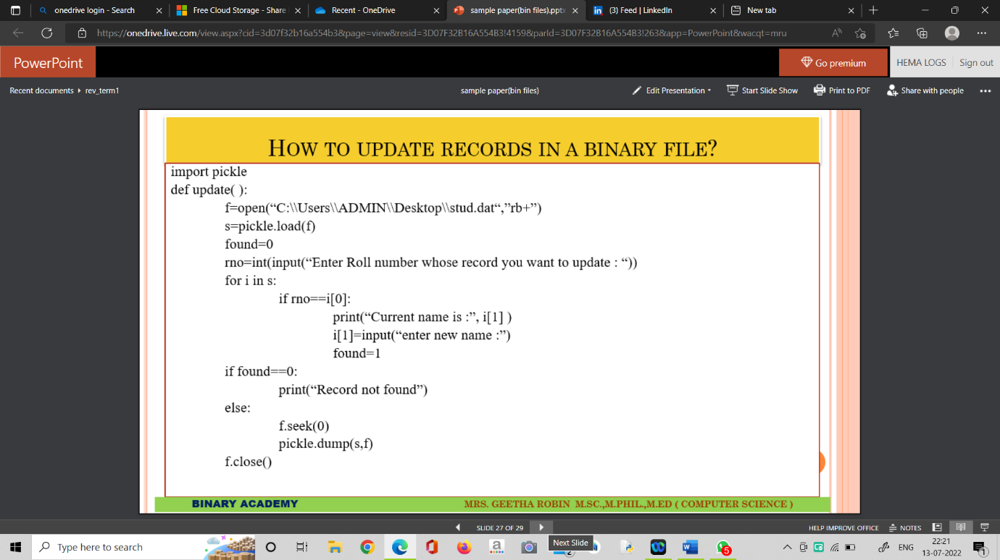 onedrive login - Search
Free Cloud Storage - Share
Recent - OneDrive
sample paper(bin files).pptx
(3) Feed | LinkedIn
New tab
https://onedrive.live.com/view.aspx?cid=3d07f32b16a554b3&page=view&resid=3D07F32B16A554B3!4159&parId=3D07F32B16A554B3!263&app=PowerPoint&wacqt=mru
PowerPoint
Go premium
HEMA LOGS
Sign out
Recent documents
rev_term1
sample paper(bin files)
Edit Presentation
Start Slide Show
Print to PDF
Share with people
HOW TO UPDATE RECORDS IN A BINARY FILE?
import pickle
def update( ):
f=open(“C:\\Users\\ADMIN\\Desktop\\stud.dat“,”rb+”)
s=pickle.load(f)
found=0
rno=int(input(“Enter Roll number whose record you want to update : “))
for i in s:
if rno==i[0]:
print(“Current name is :”, i[1] )
i[1]=input(“enter new name :”)
found=1
if found==0:
print(“Record not found”)
else:
f.seek(0)
pickle.dump(s,f)
f.close()
BINARY ACADEMY
MRS. GEETHA ROBIN M.SC.,M.PHIL.,M.ED ( COMPUTER SCIENCE )
SLIDE 27 OF 29
HELP IMPROVE OFFICE
NOTES
Next Slide
Type here to search
2
5
ENG
22:21
13-07-2022
1